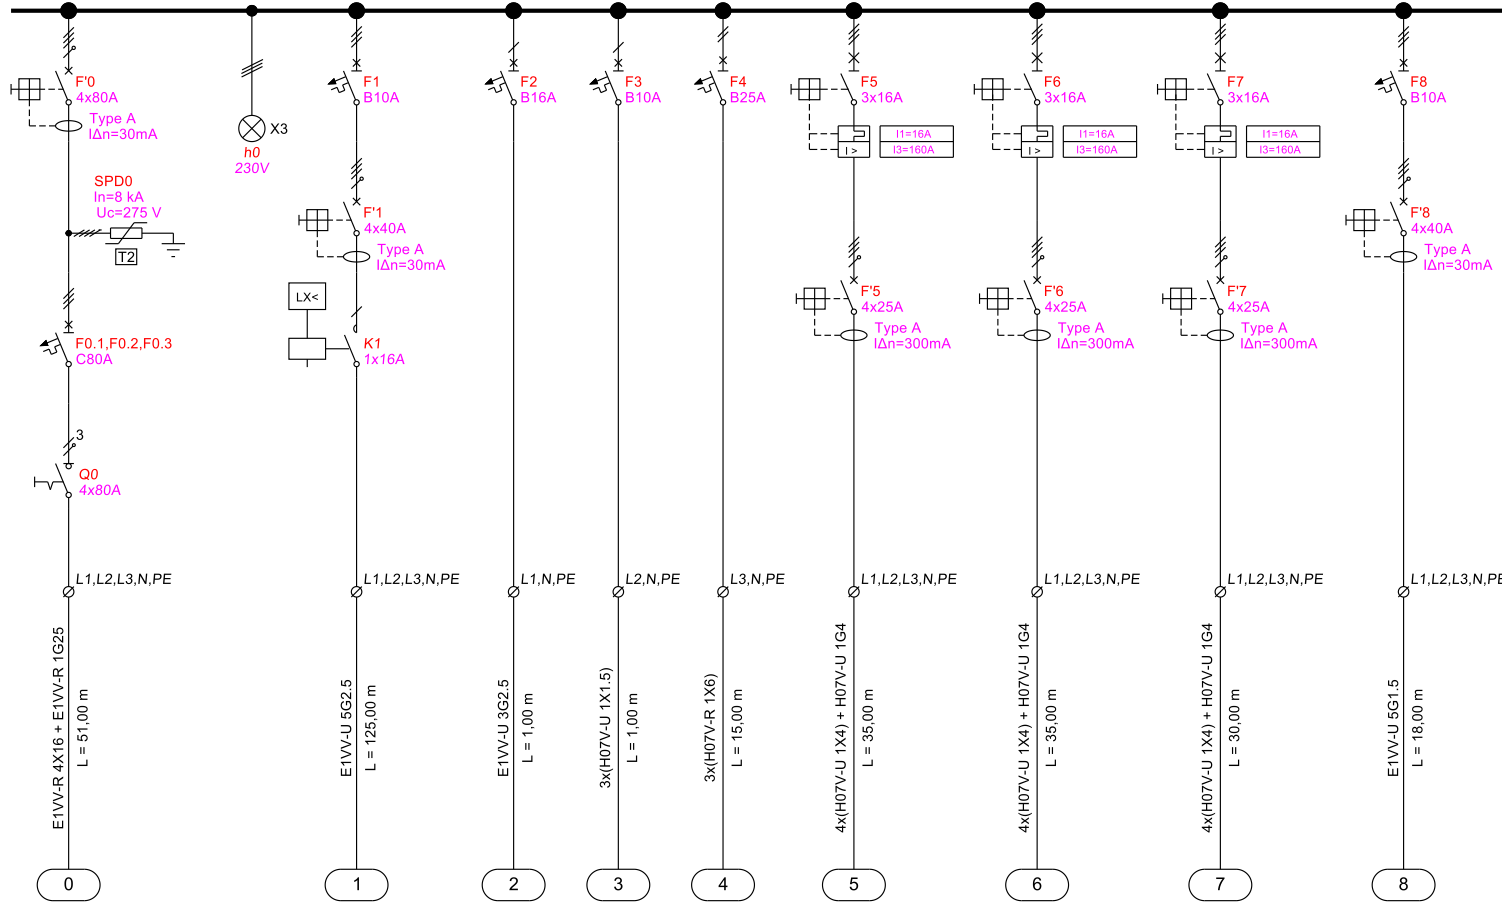 F'0
4x80A
Type A
IΔn=30mA
SPD0
In=8 kA
Uc=275 V
T2
F0.1,F0.2,F0.3
C80A
3
Q0
4x80A
L1,L2,L3,N,PE
E1VV-R 4X16 + E1VV-R 1G25
L = 51,00 m
0
X3
h0
230V
F1
B10A
F'1
4x40A
Type A
IΔn=30mA
LX<
K1
1x16A
L1,L2,L3,N,PE
E1VV-U 5G2.5
L = 125,00 m
1
F2
B16A
L1,N,PE
E1VV-U 3G2.5
L = 1,00 m
2
F3
B10A
L2,N,PE
3x(H07V-U 1X1.5)
L = 1,00 m
3
F4
B25A
L3,N,PE
3x(H07V-R 1X6)
L = 15,00 m
4
F5
3x16A
I1=16A
I >
I3=160A
F'5
4x25A
Type A
IΔn=300mA
L1,L2,L3,N,PE
4x(H07V-U 1X4) + H07V-U 1G4
L = 35,00 m
5
F6
3x16A
I1=16A
I >
I3=160A
F'6
4x25A
Type A
IΔn=300mA
L1,L2,L3,N,PE
4x(H07V-U 1X4) + H07V-U 1G4
L = 35,00 m
6
F7
3x16A
I1=16A
I >
I3=160A
F'7
4x25A
Type A
IΔn=300mA
L1,L2,L3,N,PE
4x(H07V-U 1X4) + H07V-U 1G4
L = 30,00 m
7
F8
B10A
F'8
4x40A
Type A
IΔn=30mA
L1,L2,L3,N,PE
E1VV-U 5G1.5
L = 18,00 m
8